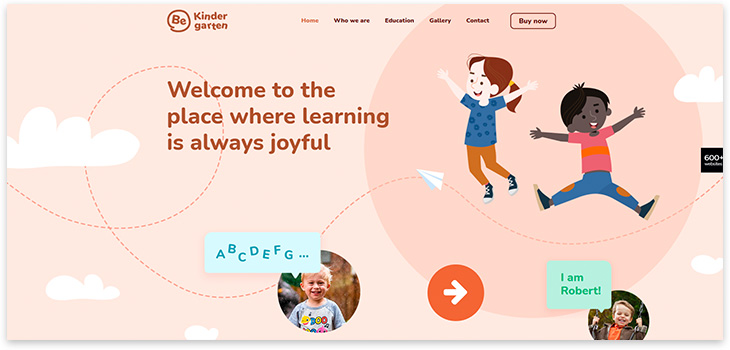 Be Kinder
garten
Home Who we are Education Gallery Contact Buy now
Welcome to the
place where learning
is always joyful
600+
websites
A B C D E F G ...
I am
Robert!